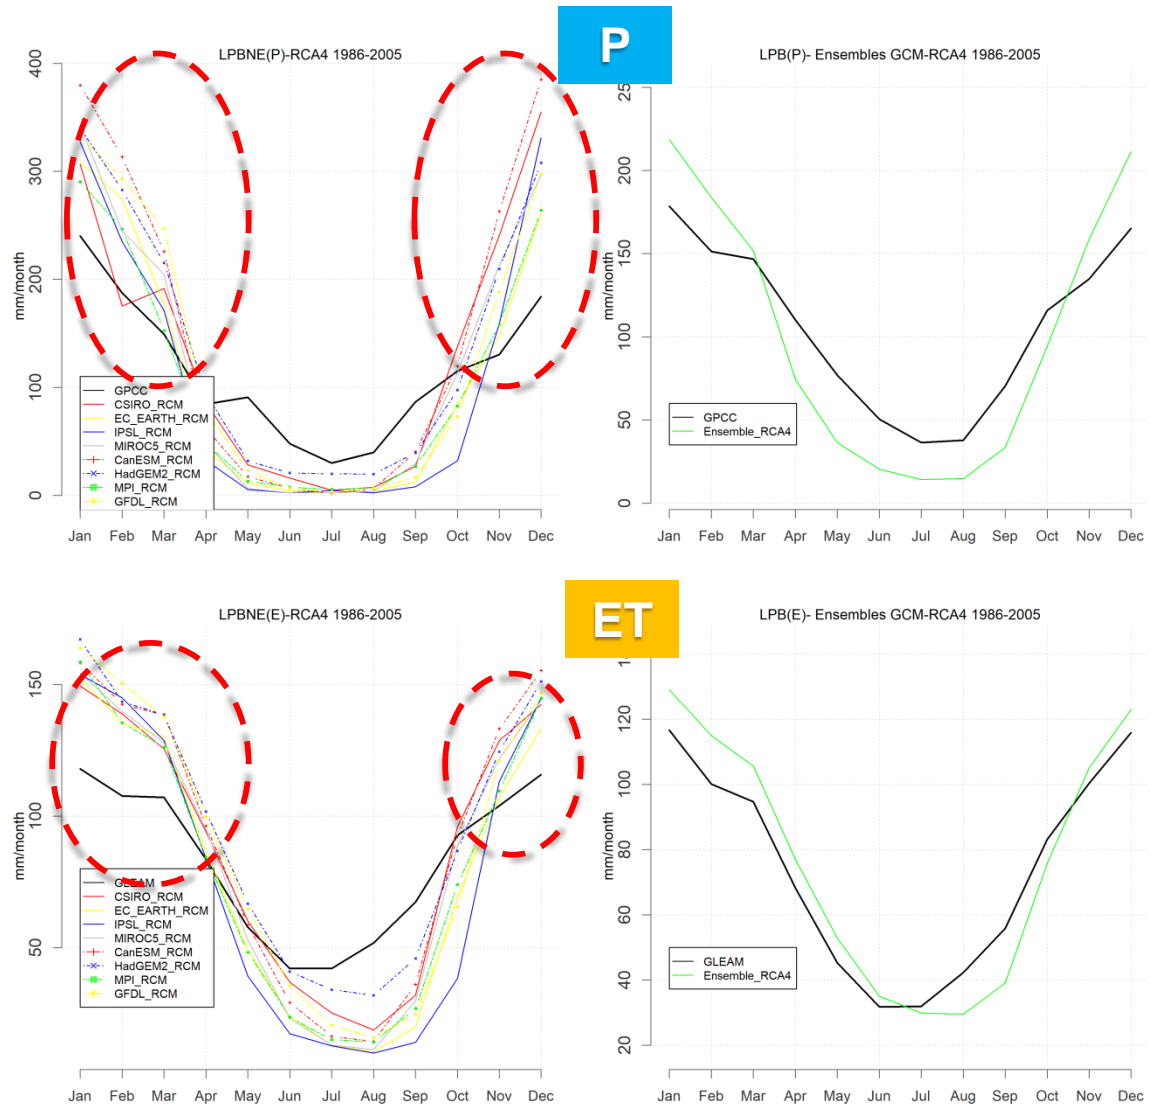 P
LPBNE(P)-RCA4 1986-2005
mm/month
400
300
200
100
0
GPCC
CSIRO_RCM
EC_EARTH_RCM
IPSL_RCM
MIROC5_RCM
CanESM_RCM
HadGEM2_RCM
MPI_RCM
GFDL_RCM
Jan Feb Mar Apr May Jun Jul Aug Sep Oct Nov Dec
LPB(P)- Ensembles GCM-RCA4 1986-2005
mm/month
25
200
150
100
50
0
GPCC
Ensemble_RCA4
Jan Feb Mar Apr May Jun Jul Aug Sep Oct Nov Dec
ET
LPBNE(E)-RCA4 1986-2005
mm/month
150
100
50
GLEAM
CSIRO_RCM
EC_EARTH_RCM
IPSL_RCM
MIROC5_RCM
CanESM_RCM
HadGEM2_RCM
MPI_RCM
GFDL_RCM
Jan Feb Mar Apr May Jun Jul Aug Sep Oct Nov Dec
LPB(E)- Ensembles GCM-RCA4 1986-2005
mm/month
120
100
80
60
40
20
GLEAM
Ensemble_RCA4
Jan Feb Mar Apr May Jun Jul Aug Sep Oct Nov Dec